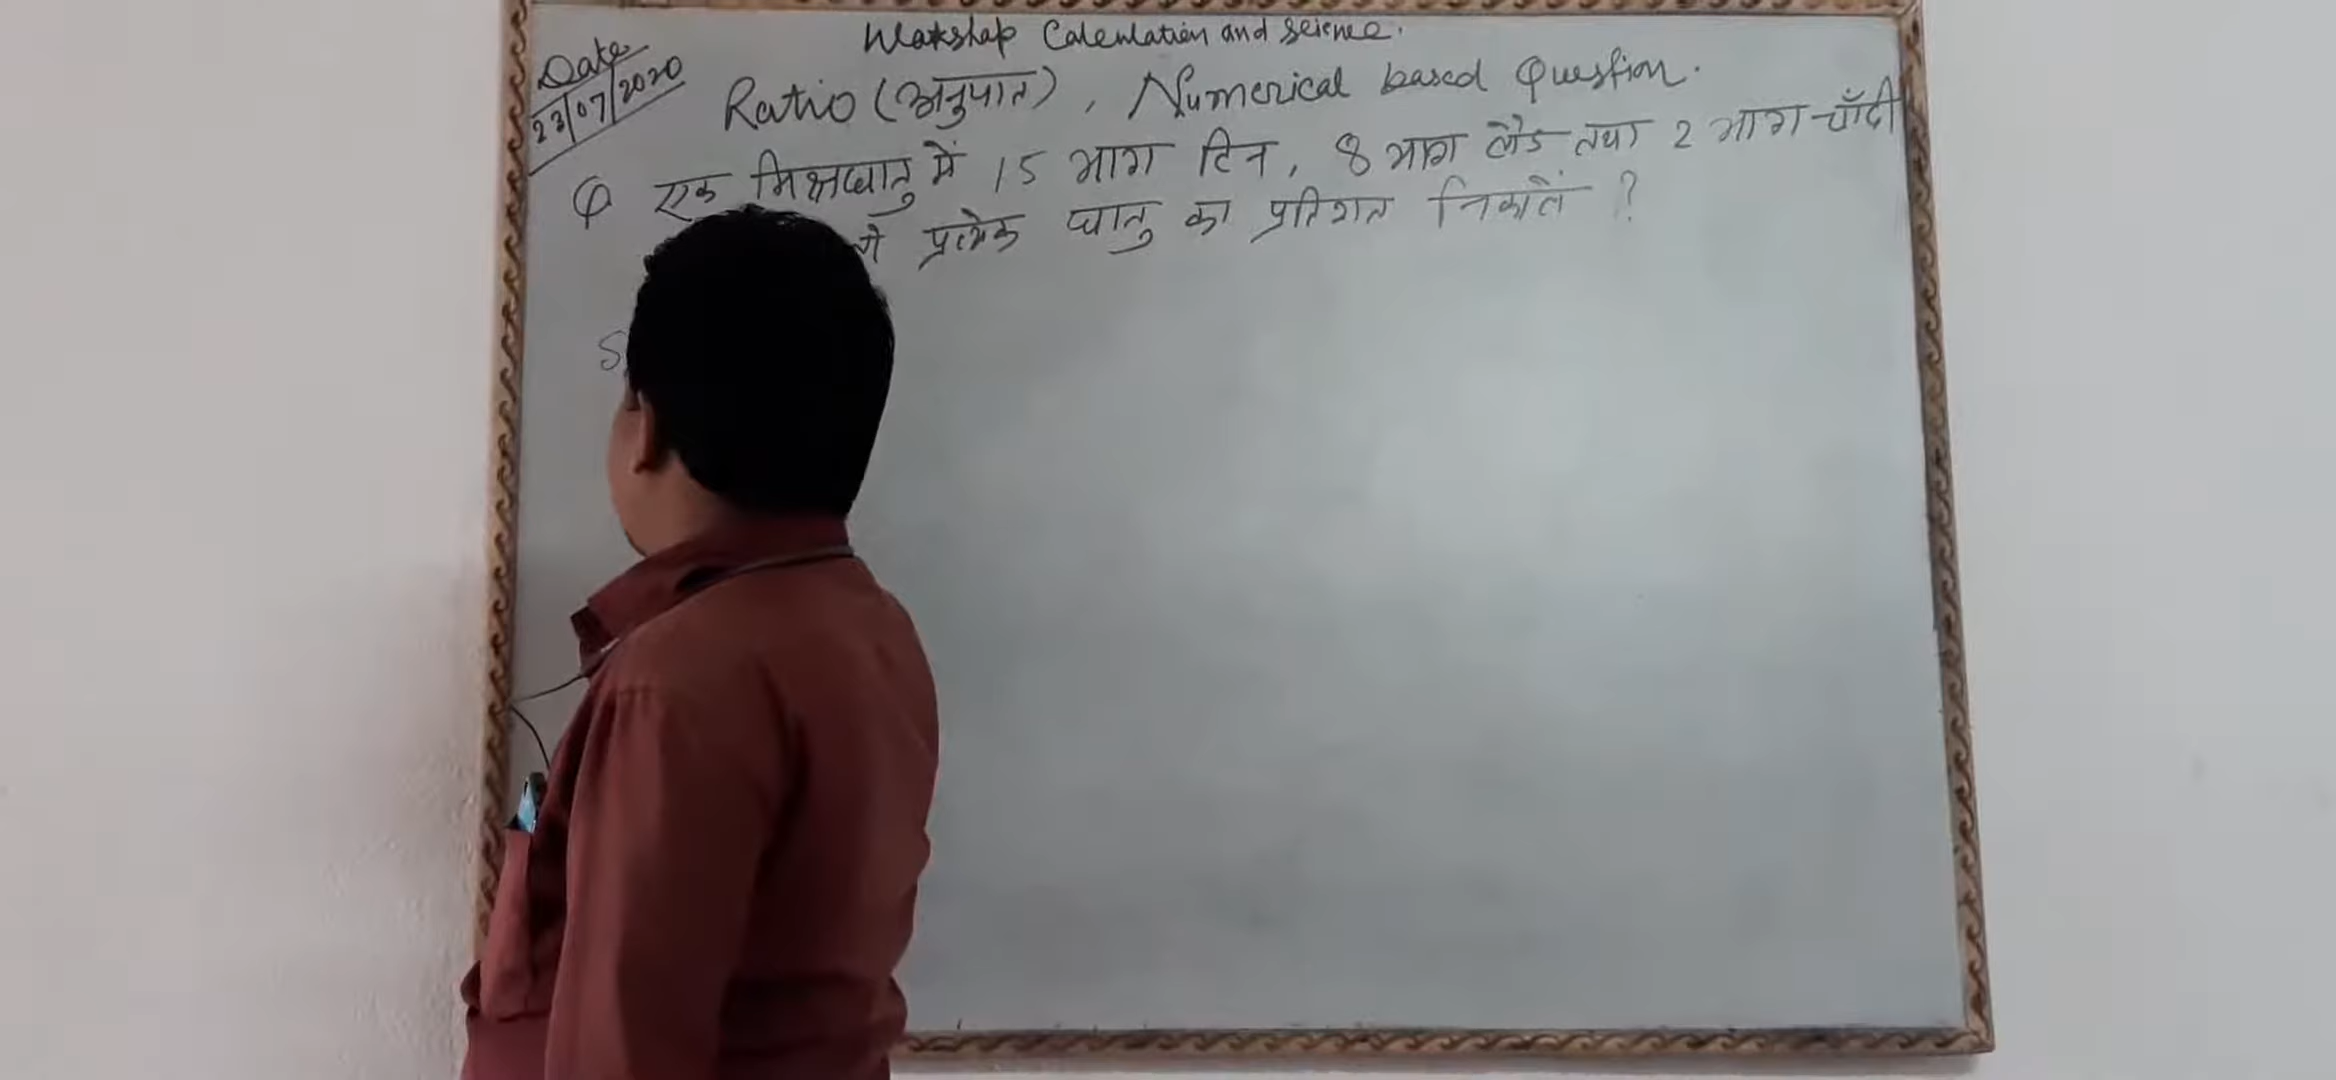 Workshop Calculation and Science.
Date
23/07/2020
Ratio (अनुपात), Numerical based Question.
Q एक मिश्रधातु में 15 भाग टिन, 8 भाग लैड तथा 2 भाग चाँदी
प्रत्येक धातु का प्रतिशत निकालें ?
S